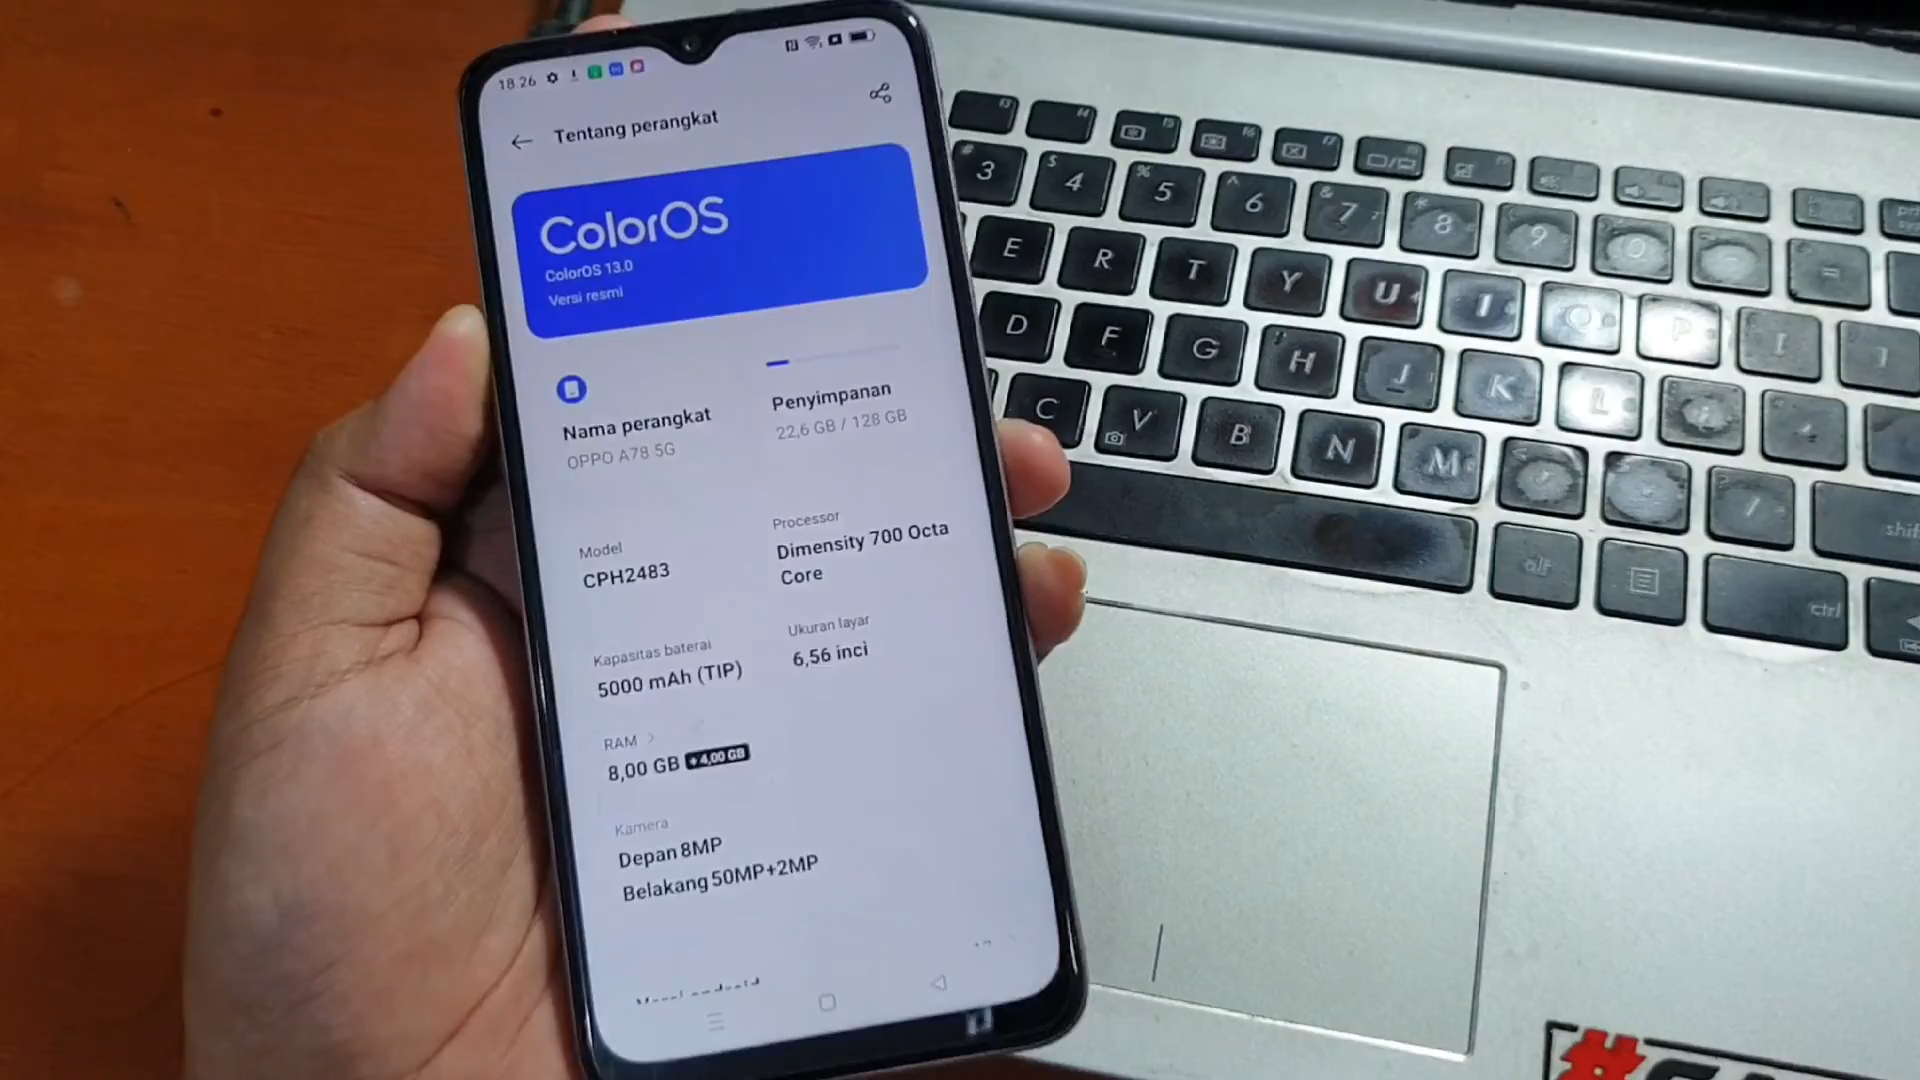 18.26
Tentang perangkat
ColorOS
ColorOS 13.0
Versi resmi
Nama perangkat
OPPO A78 5G
Penyimpanan
22,6 GB / 128 GB
Model
CPH2483
Processor
Dimensity 700 Octa
Core
Kapasitas baterai
5000 mAh (TIP)
Ukuran layar
6,56 inci
RAM
8,00 GB +4,00 GB
Kamera
Depan 8MP
Belakang 50MP+2MP
# 3 $ 4 % 5 ^ 6 & 7 * 8 9 0 - =
E R T Y U I O P [ ]
D F G H J K L
C V B N M < / shift
alt ctrl